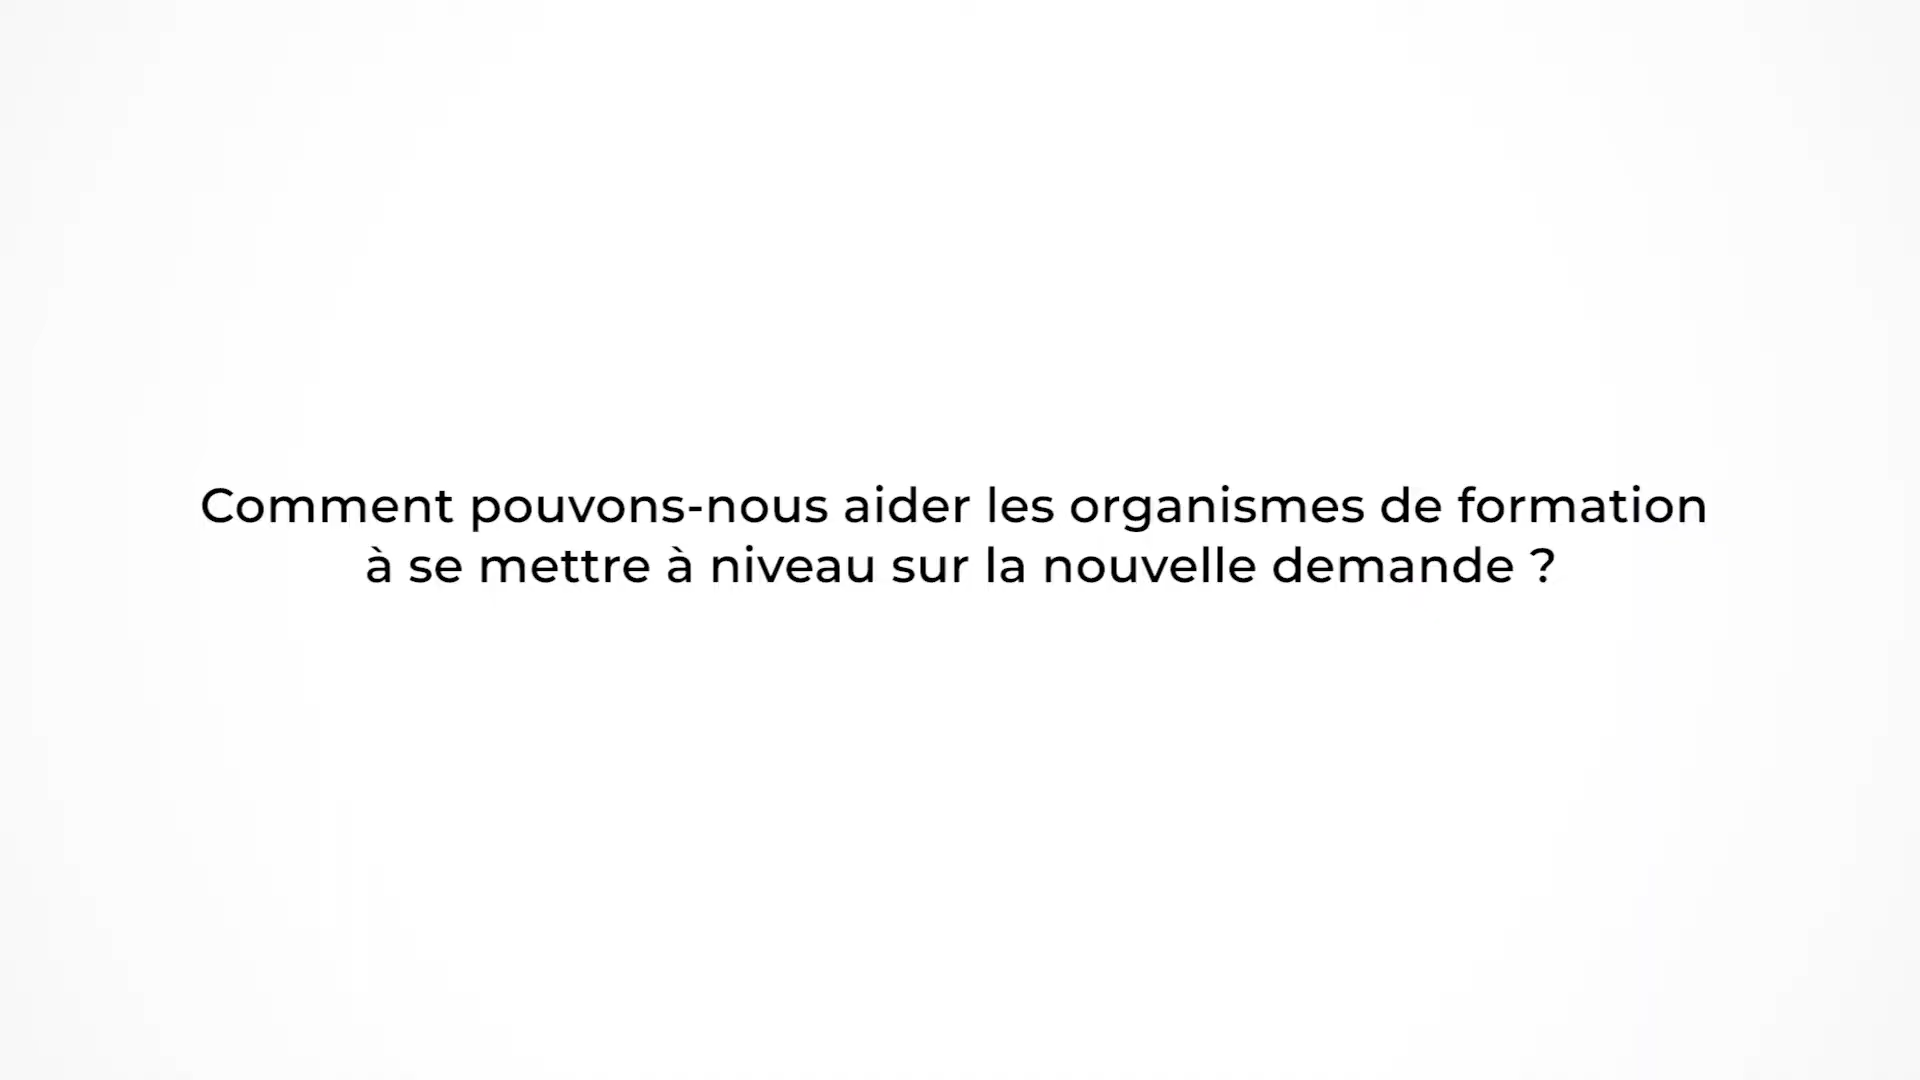 Comment pouvons-nous aider les organismes de formation
à se mettre à niveau sur la nouvelle demande ?